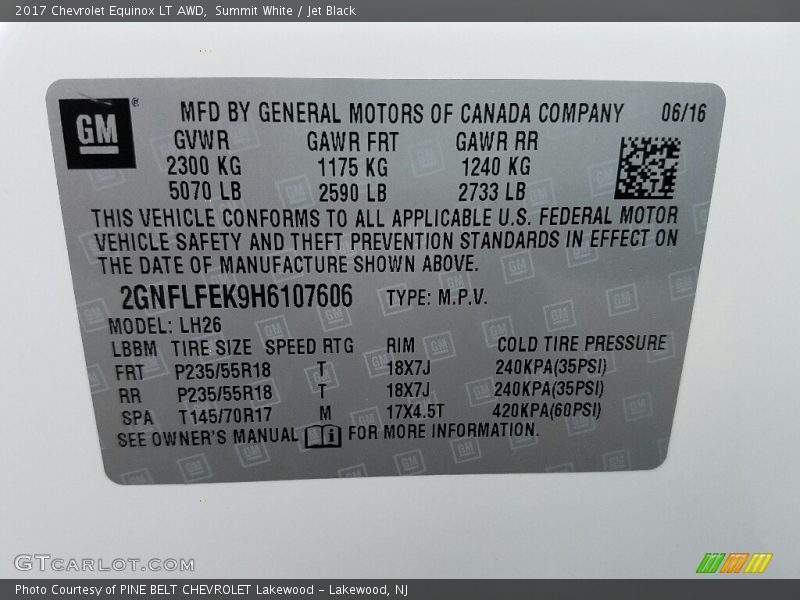 2017 Chevrolet Equinox LT AWD, Summit White / Jet Black
GM ® MFD BY GENERAL MOTORS OF CANADA COMPANY 06/16
GVWR GAWR FRT GAWR RR
2300 KG 1175 KG 1240 KG
5070 LB 2590 LB 2733 LB
THIS VEHICLE CONFORMS TO ALL APPLICABLE U.S. FEDERAL MOTOR
VEHICLE SAFETY AND THEFT PREVENTION STANDARDS IN EFFECT ON
THE DATE OF MANUFACTURE SHOWN ABOVE.
2GNFLFEK9H6107606 TYPE: M.P.V.
MODEL: LH26
LBBM TIRE SIZE SPEED RTG RIM COLD TIRE PRESSURE
FRT P235/55R18 T 18X7J 240KPA(35PSI)
RR P235/55R18 T 18X7J 240KPA(35PSI)
SPA T145/70R17 M 17X4.5T 420KPA(60PSI)
SEE OWNER'S MANUAL FOR MORE INFORMATION.
GTCARLOT.COM
Photo Courtesy of PINE BELT CHEVROLET Lakewood - Lakewood, NJ